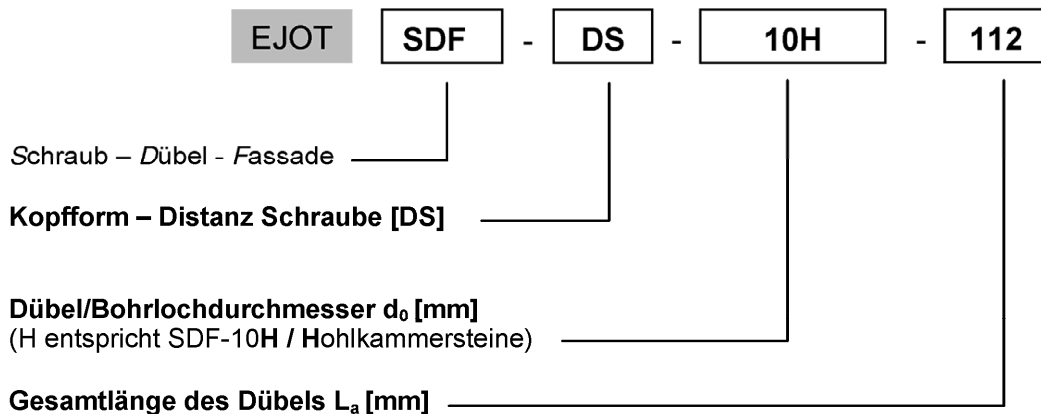 EJOT SDF - DS - 10H - 112
Schraub – Dübel - Fassade
Kopfform – Distanz Schraube [DS]
Dübel/Bohrlochdurchmesser d₀ [mm]
(H entspricht SDF-10H / Hohlkammersteine)
Gesamtlänge des Dübels Lₐ [mm]